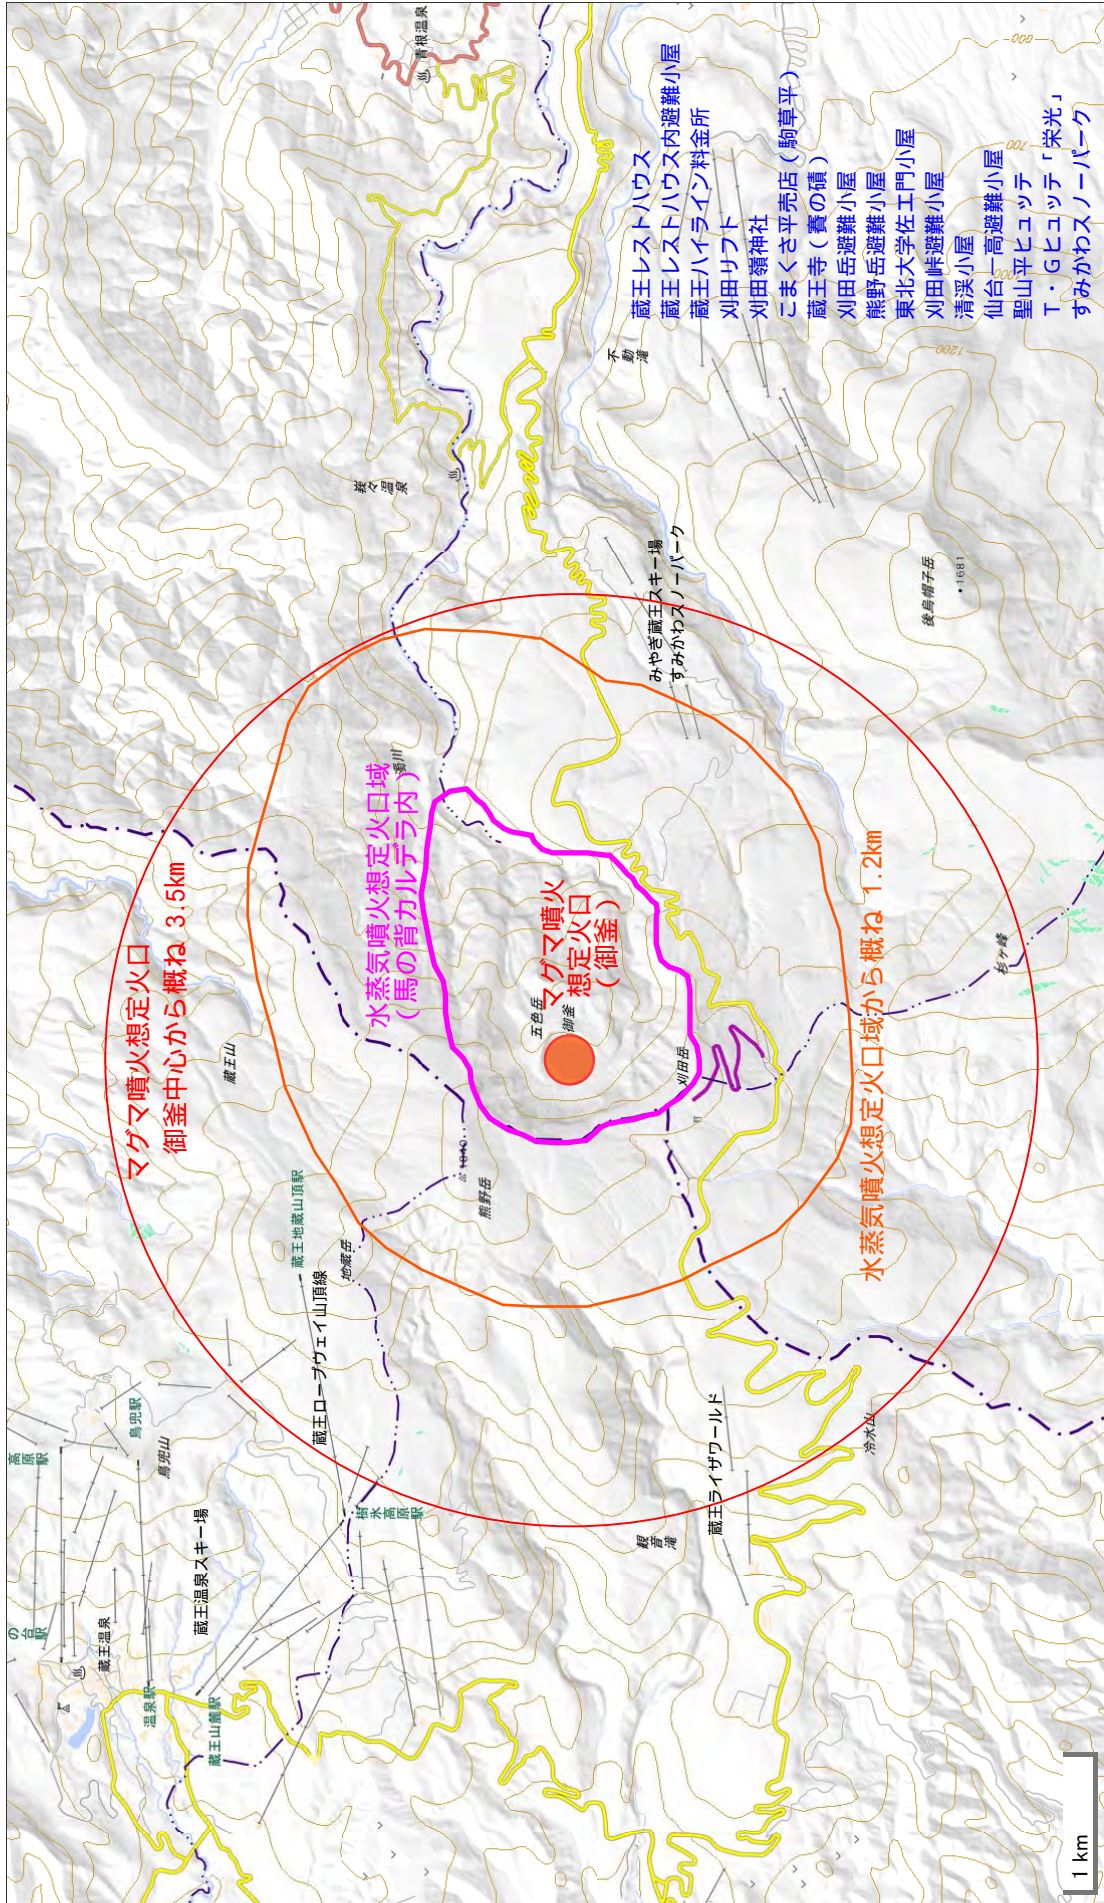 マグマ噴火想定火口
御釜中心から概ね 3.5km
水蒸気噴火想定火口域
(馬の背カルデラ内)
マグマ噴火
想定火口
(御釜)
水蒸気噴火想定火口域から概ね 1.2km
蔵王レストハウス
蔵王レストハウス内避難小屋
蔵王ハイライン料金所
刈田リフト
刈田嶺神社
こまくさ平売店(駒草平)
蔵王寺(賽の磧)
刈田岳避難小屋
熊野岳避難小屋
東北大学佐エ門小屋
刈田峠避難小屋
清渓小屋
仙台一高避難小屋
聖山平ヒュッテ
T・Gヒュッテ「栄光」
すみかわスノーパーク
みやぎ蔵王スキー場
すみかわスノーパーク
蔵王ロープウェイ山頂線
蔵王温泉スキー場
蔵王ライザワールド
高原駅
の台駅
蔵王温泉
温泉駅
蔵王山麓駅
鳥兜駅
鳥兜山
樹氷高原駅
蔵王地蔵山頂駅
地蔵岳
熊野岳
1840
蔵王山
五色岳
御釜
刈田岳
濁川
峩々温泉
青根温泉
不動滝
後烏帽子岳
1681
杉ヶ峰
冷水山
観音滝
600
700
1000
1200
1 km